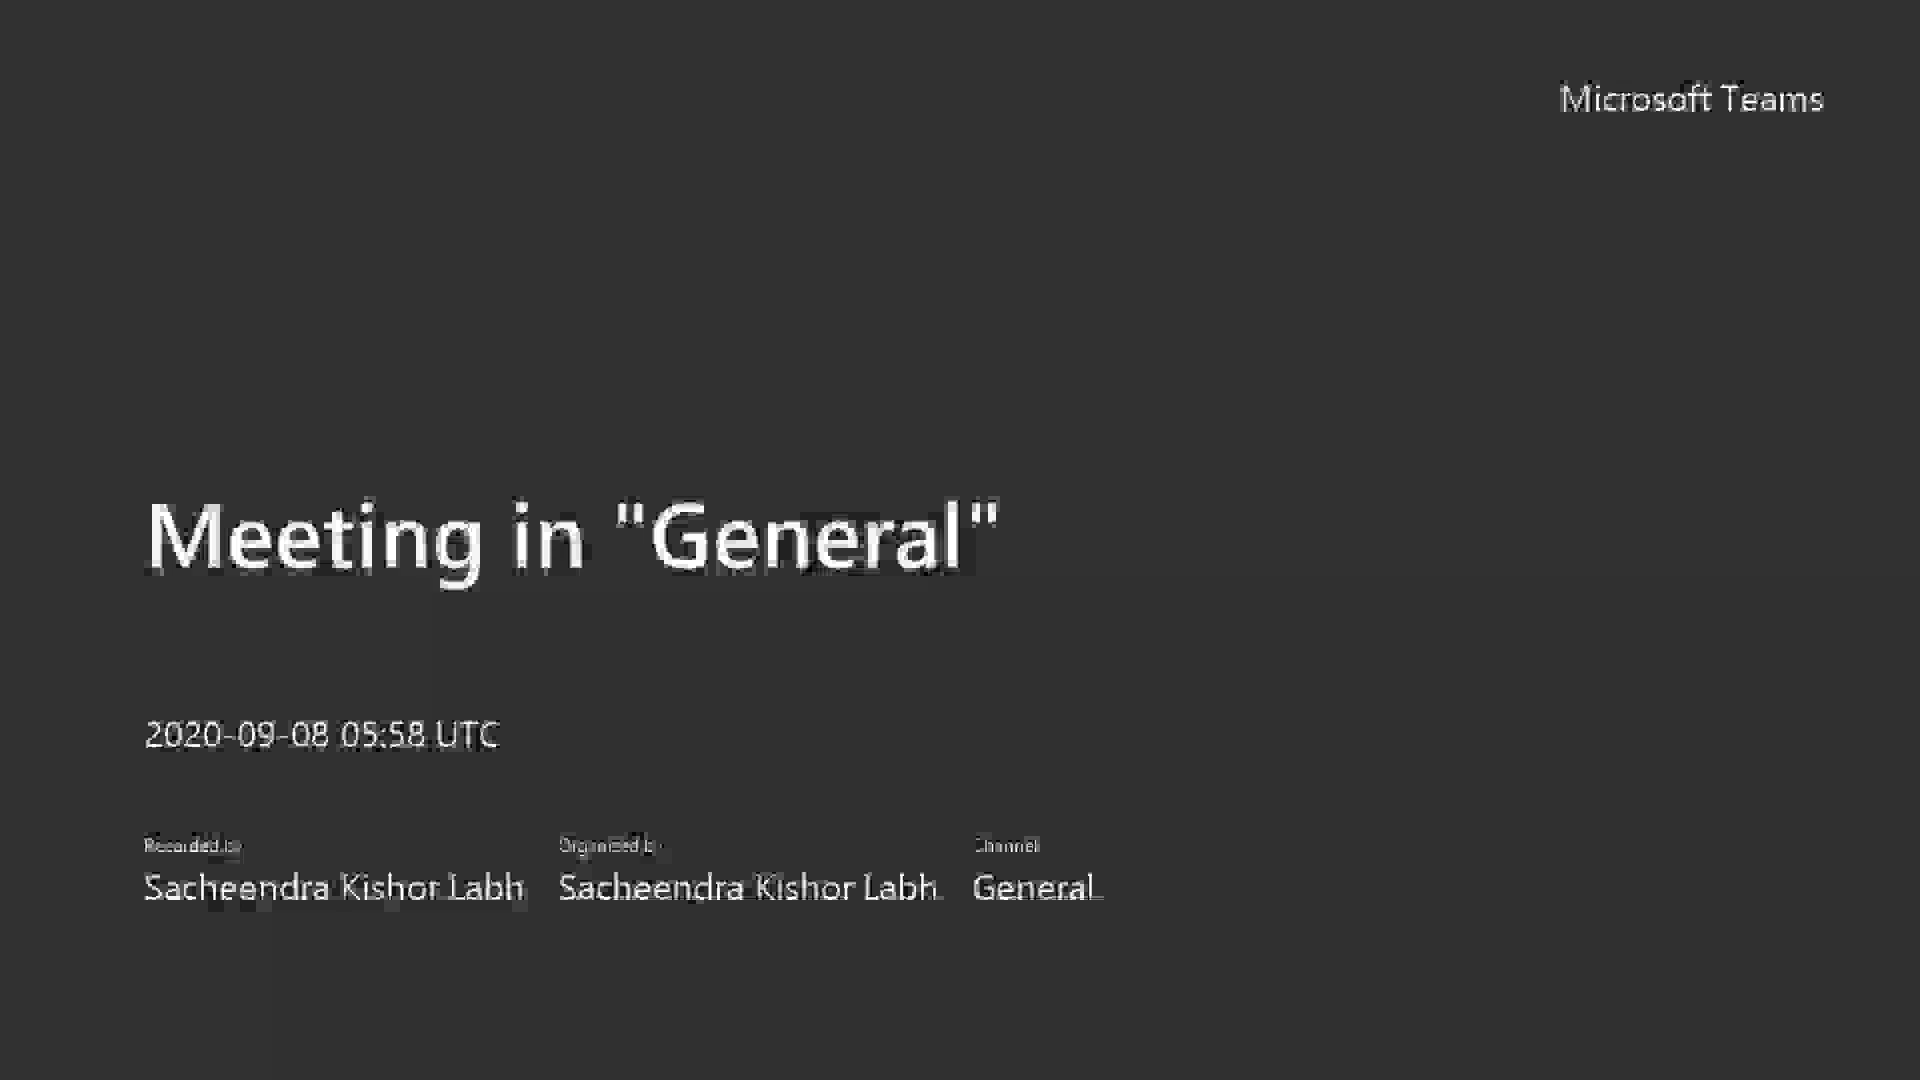 Microsoft Teams
Meeting in "General"
2020-09-08 05:58 UTC
Recorded by Organized by Channel
Sacheendra Kishor Labh Sacheendra Kishor Labh General